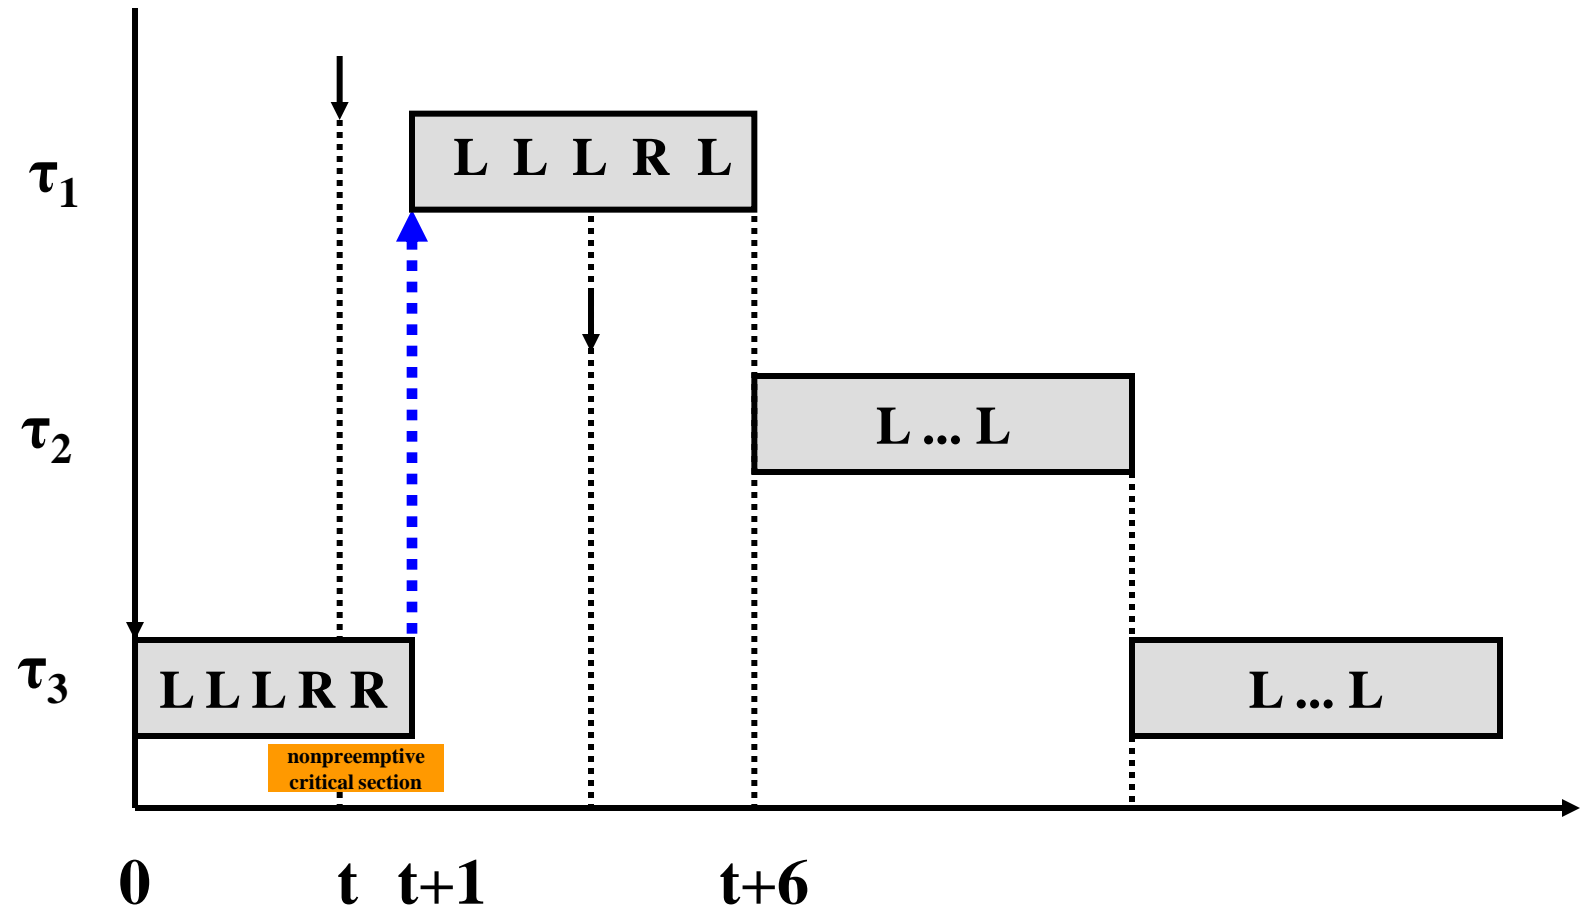 τ1
L L L R L
τ2
L ... L
τ3
L L L R R
L ... L
nonpreemptive
critical section
0 t t+1 t+6